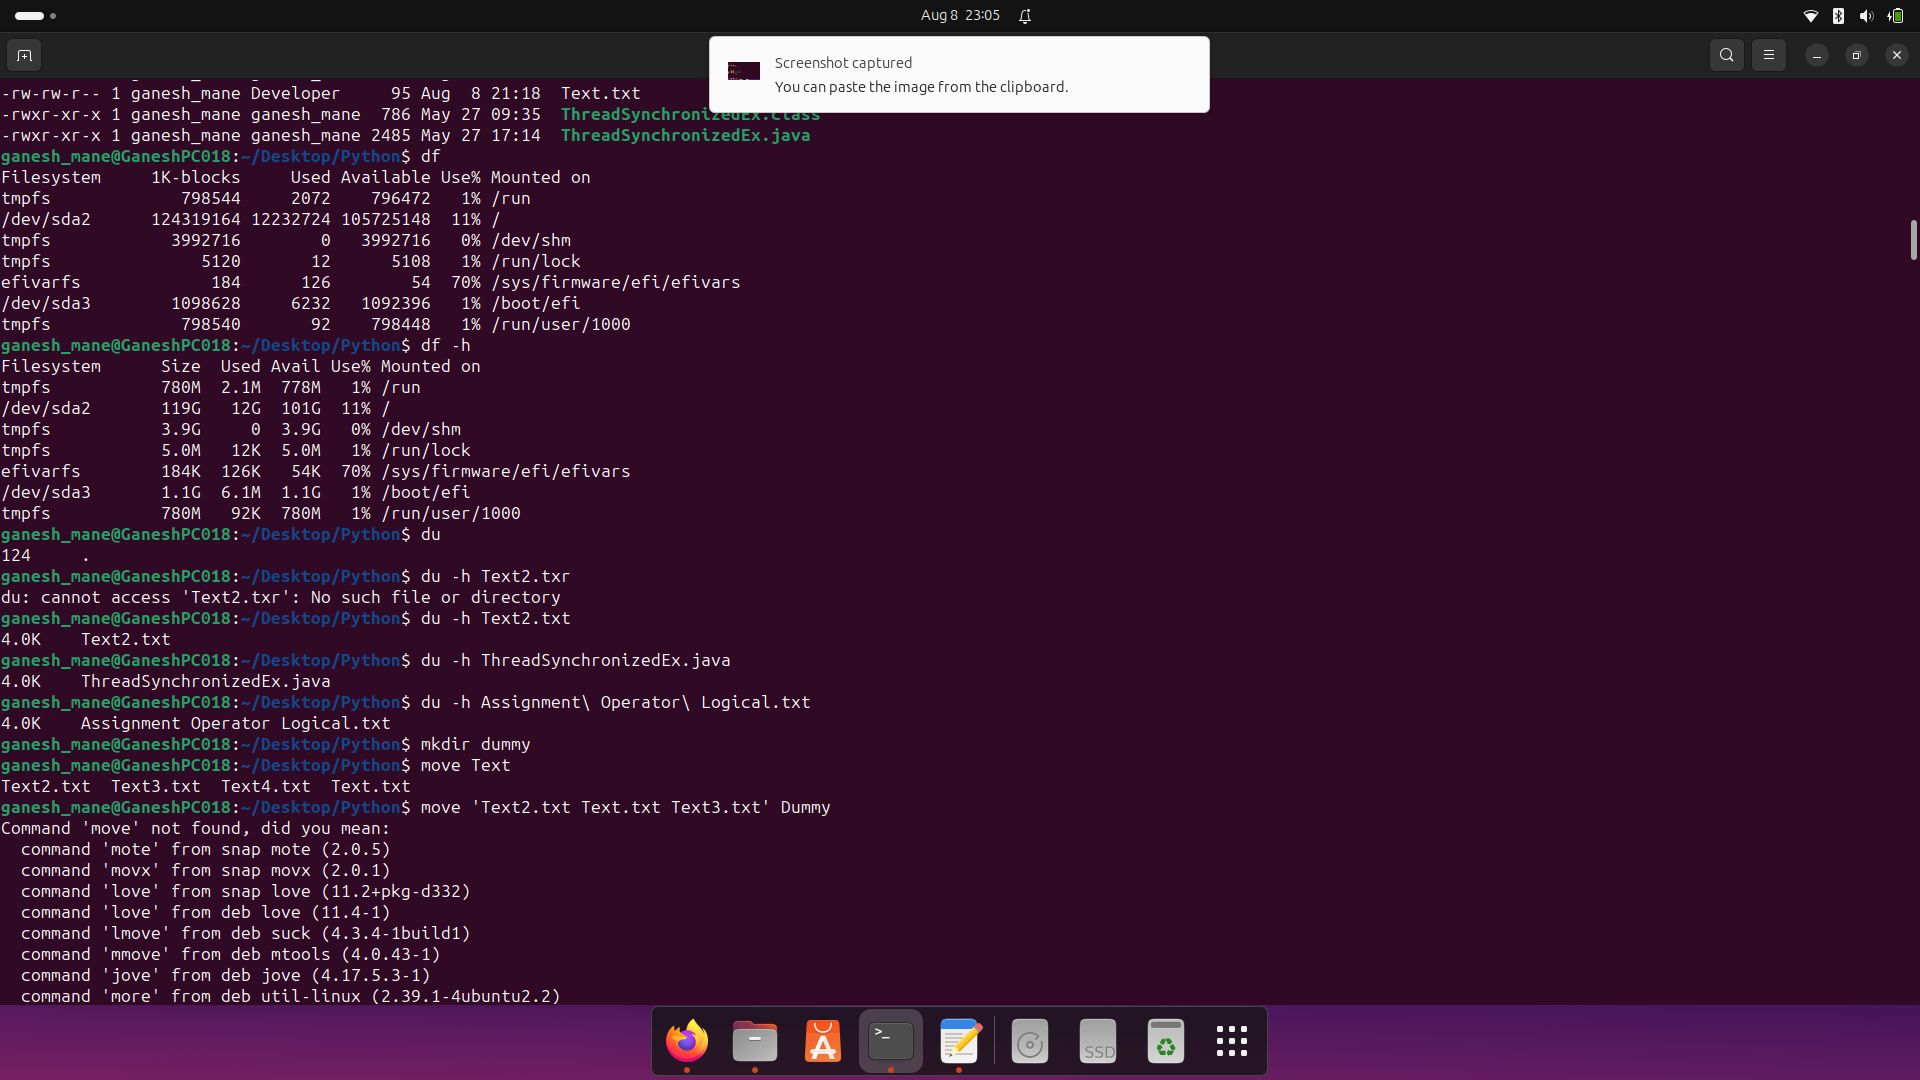 Aug 8 23:05
Screenshot captured
You can paste the image from the clipboard.
-rw-rw-r-- 1 ganesh_mane Developer     95 Aug  8 21:18  Text.txt
-rwxr-xr-x 1 ganesh_mane ganesh_mane  786 May 27 09:35  ThreadSynchronizedEx.class
-rwxr-xr-x 1 ganesh_mane ganesh_mane 2485 May 27 17:14  ThreadSynchronizedEx.java
ganesh_mane@GaneshPC018:~/Desktop/Python$ df
Filesystem     1K-blocks     Used Available Use% Mounted on
tmpfs             798544     2072    796472   1% /run
/dev/sda2      124319164 12232724 105725148  11% /
tmpfs            3992716        0   3992716   0% /dev/shm
tmpfs               5120       12      5108   1% /run/lock
efivarfs             184      126        54  70% /sys/firmware/efi/efivars
/dev/sda3        1098628     6232   1092396   1% /boot/efi
tmpfs             798540       92    798448   1% /run/user/1000
ganesh_mane@GaneshPC018:~/Desktop/Python$ df -h
Filesystem      Size  Used Avail Use% Mounted on
tmpfs           780M  2.1M  778M   1% /run
/dev/sda2       119G   12G  101G  11% /
tmpfs           3.9G     0  3.9G   0% /dev/shm
tmpfs           5.0M   12K  5.0M   1% /run/lock
efivarfs        184K  126K   54K  70% /sys/firmware/efi/efivars
/dev/sda3       1.1G  6.1M  1.1G   1% /boot/efi
tmpfs           780M   92K  780M   1% /run/user/1000
ganesh_mane@GaneshPC018:~/Desktop/Python$ du
124     .
ganesh_mane@GaneshPC018:~/Desktop/Python$ du -h Text2.txr
du: cannot access 'Text2.txr': No such file or directory
ganesh_mane@GaneshPC018:~/Desktop/Python$ du -h Text2.txt
4.0K    Text2.txt
ganesh_mane@GaneshPC018:~/Desktop/Python$ du -h ThreadSynchronizedEx.java
4.0K    ThreadSynchronizedEx.java
ganesh_mane@GaneshPC018:~/Desktop/Python$ du -h Assignment\ Operator\ Logical.txt
4.0K    Assignment Operator Logical.txt
ganesh_mane@GaneshPC018:~/Desktop/Python$ mkdir dummy
ganesh_mane@GaneshPC018:~/Desktop/Python$ move Text
Text2.txt  Text3.txt  Text4.txt  Text.txt
ganesh_mane@GaneshPC018:~/Desktop/Python$ move 'Text2.txt Text.txt Text3.txt' Dummy
Command 'move' not found, did you mean:
  command 'mote' from snap mote (2.0.5)
  command 'movx' from snap movx (2.0.1)
  command 'love' from snap love (11.2+pkg-d332)
  command 'love' from deb love (11.4-1)
  command 'lmove' from deb suck (4.3.4-1build1)
  command 'mmove' from deb mtools (4.0.43-1)
  command 'jove' from deb jove (4.17.5.3-1)
  command 'more' from deb util-linux (2.39.1-4ubuntu2.2)
SSD